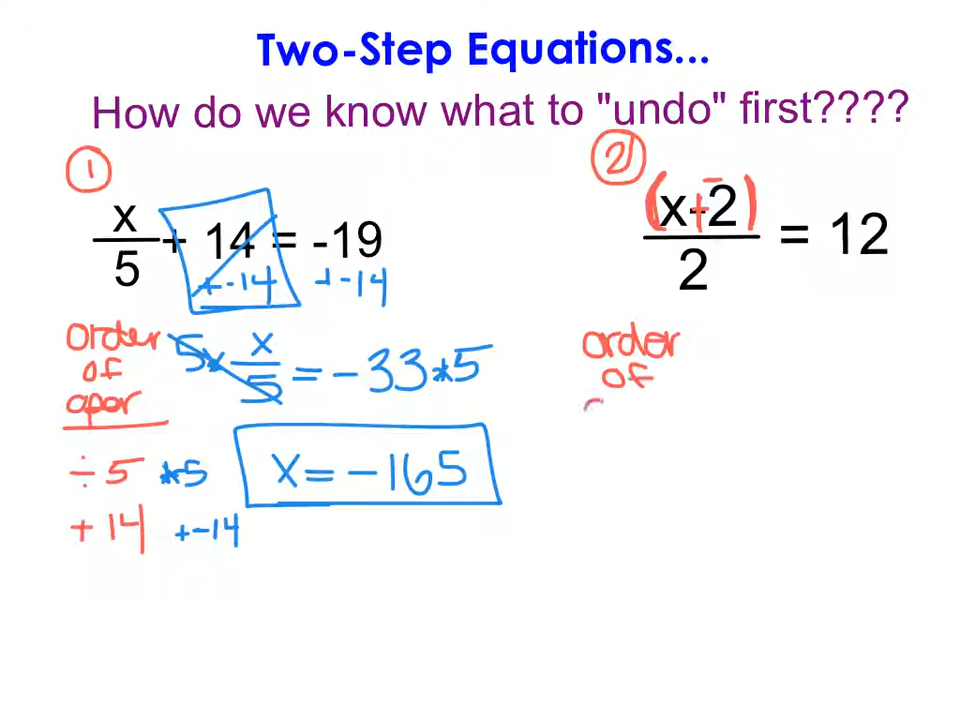 Two-Step Equations...
How do we know what to "undo" first????
1
x/5 + 14 = -19
+-14 +-14
order
of
oper
÷5 *5
+14 +-14
5* x/5 = -33*5
x = -165
2
(x+-2)/2 = 12
order
of